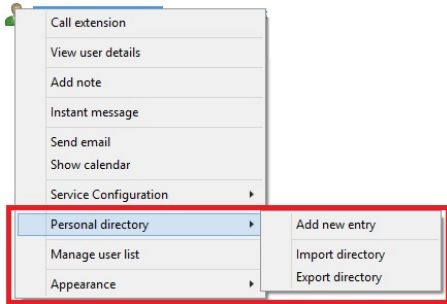 Call extension
View user details
Add note
Instant message
Send email
Show calendar
Service Configuration
Personal directory
Add new entry
Manage user list
Import directory
Export directory
Appearance